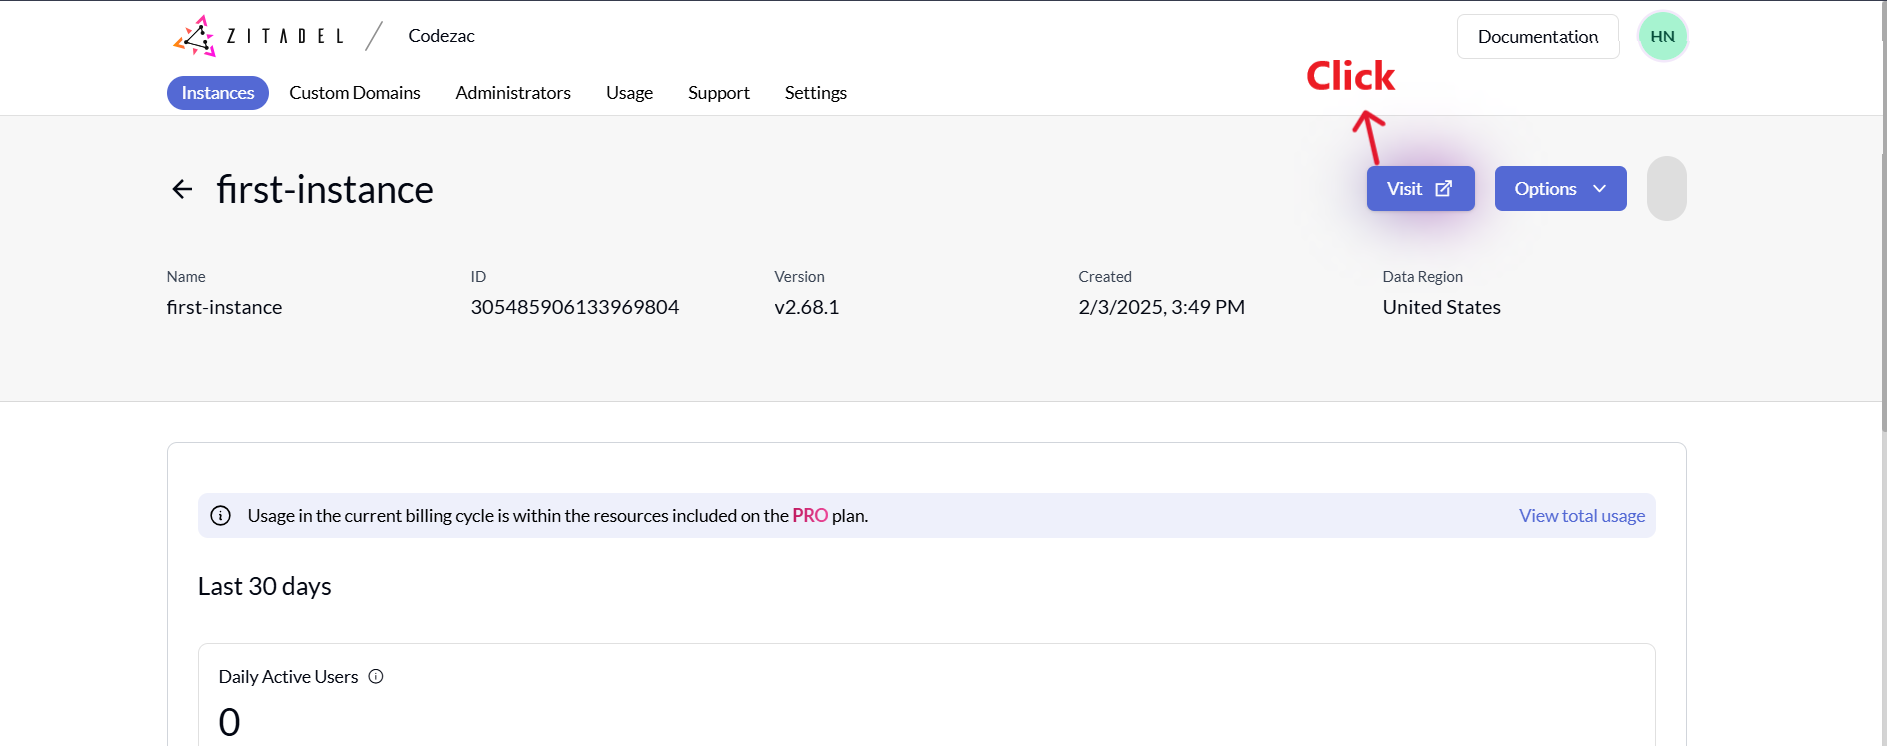 ZITADEL / Codezac
Documentation
HN
Click
Instances Custom Domains Administrators Usage Support Settings
first-instance
Visit
Options
Name ID Version Created Data Region
first-instance 305485906133969804 v2.68.1 2/3/2025, 3:49 PM United States
Usage in the current billing cycle is within the resources included on the PRO plan. View total usage
Last 30 days
Daily Active Users
0